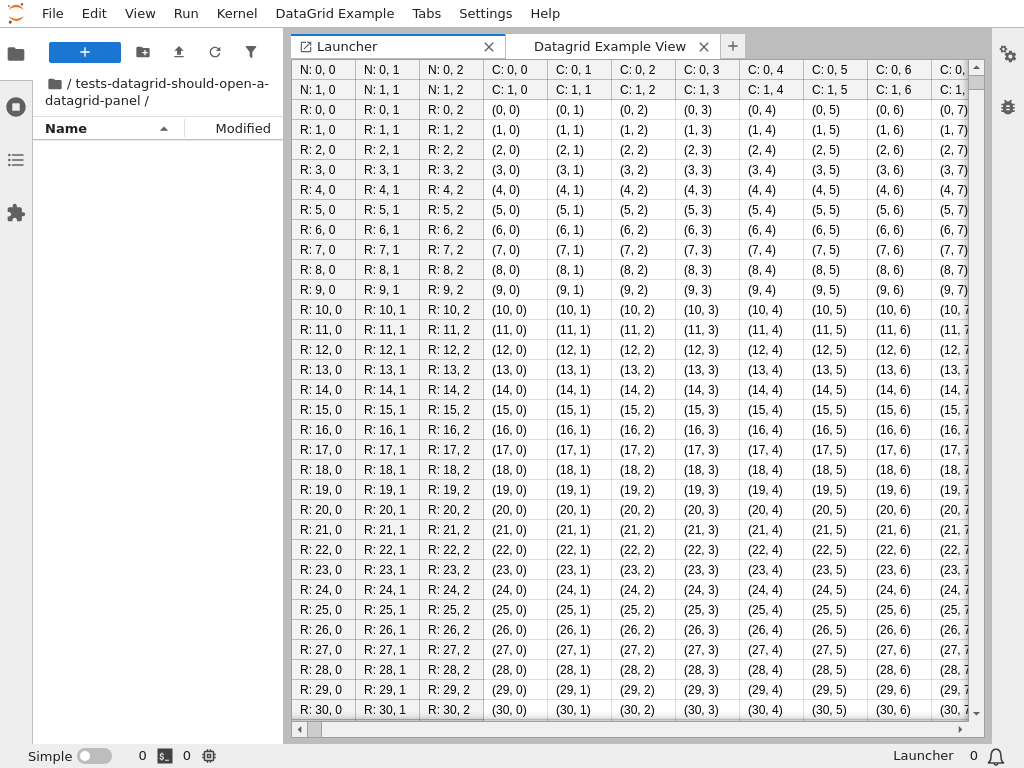 File Edit View Run Kernel DataGrid Example Tabs Settings Help
Launcher Datagrid Example View
/ tests-datagrid-should-open-a-
datagrid-panel /
Name Modified
N: 0, 0 N: 0, 1 N: 0, 2 C: 0, 0 C: 0, 1 C: 0, 2 C: 0, 3 C: 0, 4 C: 0, 5 C: 0, 6 C: 0,
N: 1, 0 N: 1, 1 N: 1, 2 C: 1, 0 C: 1, 1 C: 1, 2 C: 1, 3 C: 1, 4 C: 1, 5 C: 1, 6 C: 1,
R: 0, 0 R: 0, 1 R: 0, 2 (0, 0) (0, 1) (0, 2) (0, 3) (0, 4) (0, 5) (0, 6) (0, 7)
R: 1, 0 R: 1, 1 R: 1, 2 (1, 0) (1, 1) (1, 2) (1, 3) (1, 4) (1, 5) (1, 6) (1, 7)
R: 2, 0 R: 2, 1 R: 2, 2 (2, 0) (2, 1) (2, 2) (2, 3) (2, 4) (2, 5) (2, 6) (2, 7)
R: 3, 0 R: 3, 1 R: 3, 2 (3, 0) (3, 1) (3, 2) (3, 3) (3, 4) (3, 5) (3, 6) (3, 7)
R: 4, 0 R: 4, 1 R: 4, 2 (4, 0) (4, 1) (4, 2) (4, 3) (4, 4) (4, 5) (4, 6) (4, 7)
R: 5, 0 R: 5, 1 R: 5, 2 (5, 0) (5, 1) (5, 2) (5, 3) (5, 4) (5, 5) (5, 6) (5, 7)
R: 6, 0 R: 6, 1 R: 6, 2 (6, 0) (6, 1) (6, 2) (6, 3) (6, 4) (6, 5) (6, 6) (6, 7)
R: 7, 0 R: 7, 1 R: 7, 2 (7, 0) (7, 1) (7, 2) (7, 3) (7, 4) (7, 5) (7, 6) (7, 7)
R: 8, 0 R: 8, 1 R: 8, 2 (8, 0) (8, 1) (8, 2) (8, 3) (8, 4) (8, 5) (8, 6) (8, 7)
R: 9, 0 R: 9, 1 R: 9, 2 (9, 0) (9, 1) (9, 2) (9, 3) (9, 4) (9, 5) (9, 6) (9, 7)
R: 10, 0 R: 10, 1 R: 10, 2 (10, 0) (10, 1) (10, 2) (10, 3) (10, 4) (10, 5) (10, 6) (10, 7
R: 11, 0 R: 11, 1 R: 11, 2 (11, 0) (11, 1) (11, 2) (11, 3) (11, 4) (11, 5) (11, 6) (11, 7
R: 12, 0 R: 12, 1 R: 12, 2 (12, 0) (12, 1) (12, 2) (12, 3) (12, 4) (12, 5) (12, 6) (12, 7
R: 13, 0 R: 13, 1 R: 13, 2 (13, 0) (13, 1) (13, 2) (13, 3) (13, 4) (13, 5) (13, 6) (13, 7
R: 14, 0 R: 14, 1 R: 14, 2 (14, 0) (14, 1) (14, 2) (14, 3) (14, 4) (14, 5) (14, 6) (14, 7
R: 15, 0 R: 15, 1 R: 15, 2 (15, 0) (15, 1) (15, 2) (15, 3) (15, 4) (15, 5) (15, 6) (15, 7
R: 16, 0 R: 16, 1 R: 16, 2 (16, 0) (16, 1) (16, 2) (16, 3) (16, 4) (16, 5) (16, 6) (16, 7
R: 17, 0 R: 17, 1 R: 17, 2 (17, 0) (17, 1) (17, 2) (17, 3) (17, 4) (17, 5) (17, 6) (17, 7
R: 18, 0 R: 18, 1 R: 18, 2 (18, 0) (18, 1) (18, 2) (18, 3) (18, 4) (18, 5) (18, 6) (18, 7
R: 19, 0 R: 19, 1 R: 19, 2 (19, 0) (19, 1) (19, 2) (19, 3) (19, 4) (19, 5) (19, 6) (19, 7
R: 20, 0 R: 20, 1 R: 20, 2 (20, 0) (20, 1) (20, 2) (20, 3) (20, 4) (20, 5) (20, 6) (20, 7
R: 21, 0 R: 21, 1 R: 21, 2 (21, 0) (21, 1) (21, 2) (21, 3) (21, 4) (21, 5) (21, 6) (21, 7
R: 22, 0 R: 22, 1 R: 22, 2 (22, 0) (22, 1) (22, 2) (22, 3) (22, 4) (22, 5) (22, 6) (22, 7
R: 23, 0 R: 23, 1 R: 23, 2 (23, 0) (23, 1) (23, 2) (23, 3) (23, 4) (23, 5) (23, 6) (23, 7
R: 24, 0 R: 24, 1 R: 24, 2 (24, 0) (24, 1) (24, 2) (24, 3) (24, 4) (24, 5) (24, 6) (24, 7
R: 25, 0 R: 25, 1 R: 25, 2 (25, 0) (25, 1) (25, 2) (25, 3) (25, 4) (25, 5) (25, 6) (25, 7
R: 26, 0 R: 26, 1 R: 26, 2 (26, 0) (26, 1) (26, 2) (26, 3) (26, 4) (26, 5) (26, 6) (26, 7
R: 27, 0 R: 27, 1 R: 27, 2 (27, 0) (27, 1) (27, 2) (27, 3) (27, 4) (27, 5) (27, 6) (27, 7
R: 28, 0 R: 28, 1 R: 28, 2 (28, 0) (28, 1) (28, 2) (28, 3) (28, 4) (28, 5) (28, 6) (28, 7
R: 29, 0 R: 29, 1 R: 29, 2 (29, 0) (29, 1) (29, 2) (29, 3) (29, 4) (29, 5) (29, 6) (29, 7
R: 30, 0 R: 30, 1 R: 30, 2 (30, 0) (30, 1) (30, 2) (30, 3) (30, 4) (30, 5) (30, 6) (30, 7
Simple 0 0 Launcher 0